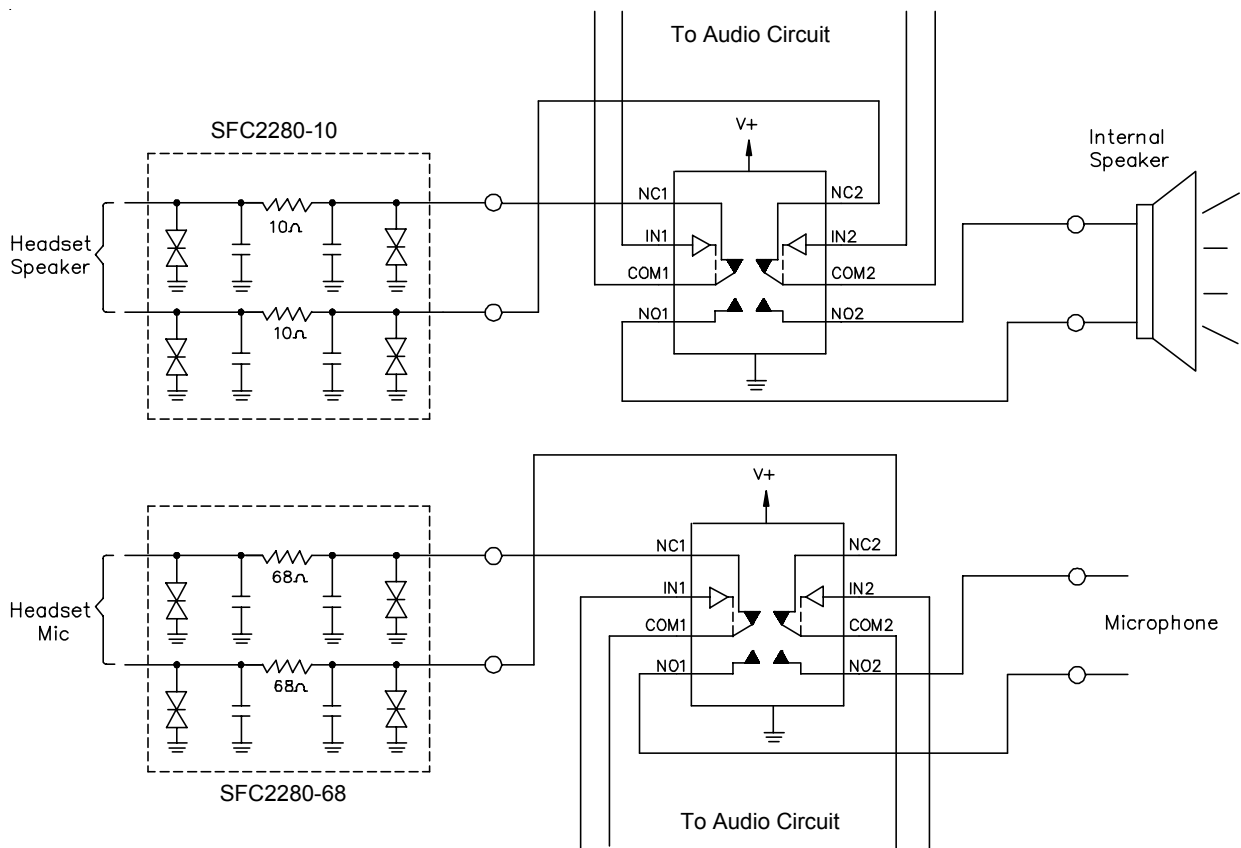 To Audio Circuit
SFC2280-10
V+
Internal
Speaker
NC1
NC2
10Ω
IN1
IN2
Headset
Speaker
COM1
COM2
NO1
NO2
10Ω
V+
NC1
NC2
68Ω
IN1
IN2
Headset
Mic
COM1
COM2
Microphone
NO1
NO2
68Ω
SFC2280-68
To Audio Circuit